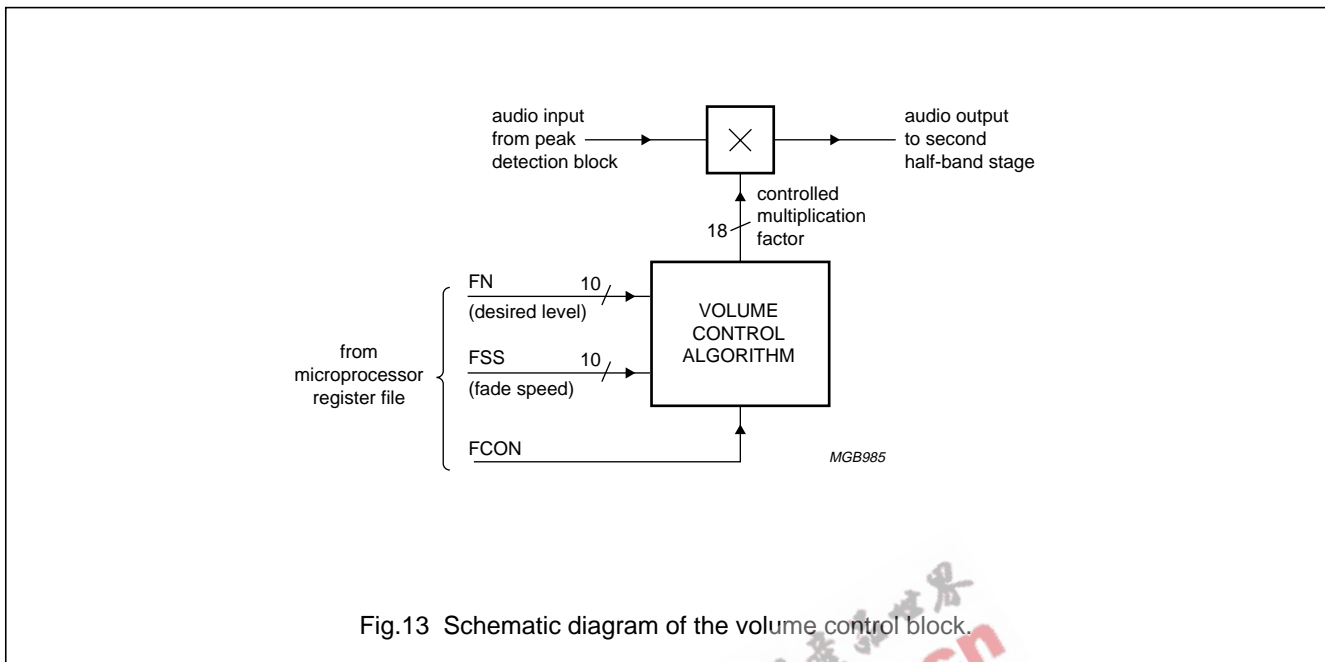 audio input
from peak
detection block
audio output
to second
half-band stage
controlled
multiplication
factor
18
FN
10
(desired level)
VOLUME
CONTROL
ALGORITHM
from
microprocessor
register file
FSS
10
(fade speed)
FCON
MGB985
Fig.13 Schematic diagram of the volume control block.